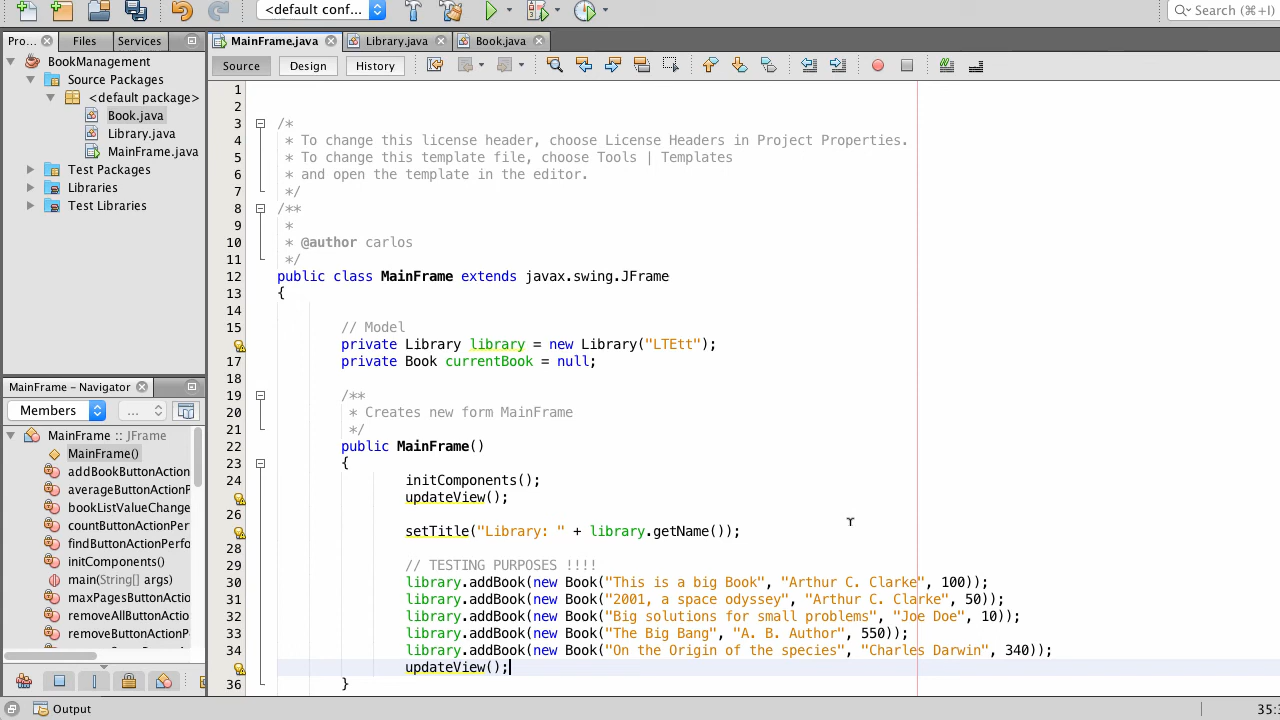 <default conf...
Search (⌘+I)
Pro...
Files
Services
BookManagement
Source Packages
<default package>
Book.java
Library.java
MainFrame.java
Test Packages
Libraries
Test Libraries
MainFrame – Navigator
Members
...
MainFrame :: JFrame
MainFrame()
addBookButtonAction
averageButtonActionP
bookListValueChange
countButtonActionPer
findButtonActionPerfo
initComponents()
main(String[] args)
maxPagesButtonActio
removeAllButtonActio
removeButtonActionP
MainFrame.java
Library.java
Book.java
Source
Design
History
1
2
3 /*
4 * To change this license header, choose License Headers in Project Properties.
5 * To change this template file, choose Tools | Templates
6 * and open the template in the editor.
7 */
8 /**
9 *
10 * @author carlos
11 */
12 public class MainFrame extends javax.swing.JFrame
13 {
14
15 // Model
private Library library = new Library("LTEtt");
17 private Book currentBook = null;
18
19 /**
20 * Creates new form MainFrame
21 */
22 public MainFrame()
23 {
24 initComponents();
updateView();
26
setTitle("Library: " + library.getName());
28
29 // TESTING PURPOSES !!!!
30 library.addBook(new Book("This is a big Book", "Arthur C. Clarke", 100));
31 library.addBook(new Book("2001, a space odyssey", "Arthur C. Clarke", 50));
32 library.addBook(new Book("Big solutions for small problems", "Joe Doe", 10));
33 library.addBook(new Book("The Big Bang", "A. B. Author", 550));
34 library.addBook(new Book("On the Origin of the species", "Charles Darwin", 340));
updateView();
36 }
Output
35:3